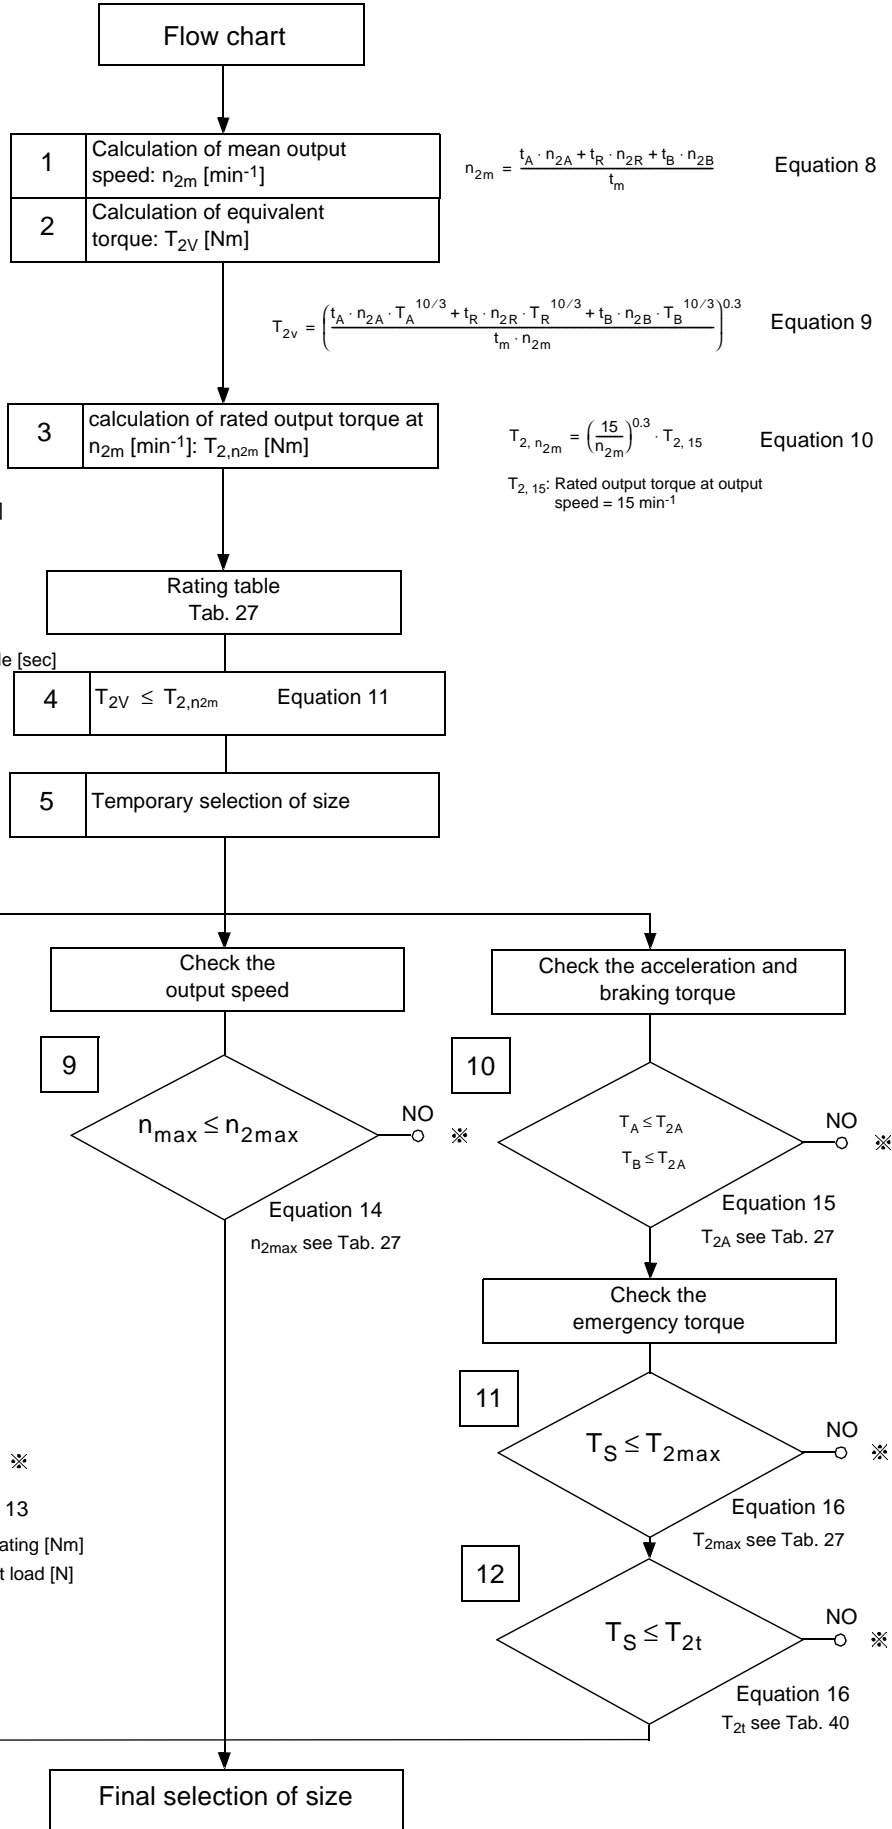 Flow chart
1 Calculation of mean output
speed: n2m [min-1]
n2m = (tA · n2A + tR · n2R + tB · n2B) / tm Equation 8
2 Calculation of equivalent
torque: T2V [Nm]
T2v = ((tA · n2A · TA^10/3 + tR · n2R · TR^10/3 + tB · n2B · TB^10/3) / (tm · n2m))^0.3 Equation 9
3 calculation of rated output torque at
n2m [min-1]: T2,n2m [Nm]
T2, n2m = (15 / n2m)^0.3 · T2, 15 Equation 10
T2, 15: Rated output torque at output
speed = 15 min-1
]
Rating table
Tab. 27
le [sec]
4 T2V ≤ T2,n2m Equation 11
5 Temporary selection of size
Check the
output speed
Check the acceleration and
braking torque
9
nmax ≤ n2max
NO
※
Equation 14
n2max see Tab. 27
10
TA ≤ T2A
TB ≤ T2A
NO
※
Equation 15
T2A see Tab. 27
Check the
emergency torque
11
TS ≤ T2max
NO
※
Equation 16
T2max see Tab. 27
※
13
ating [Nm]
t load [N]
12
TS ≤ T2t
NO
※
Equation 16
T2t see Tab. 40
Final selection of size